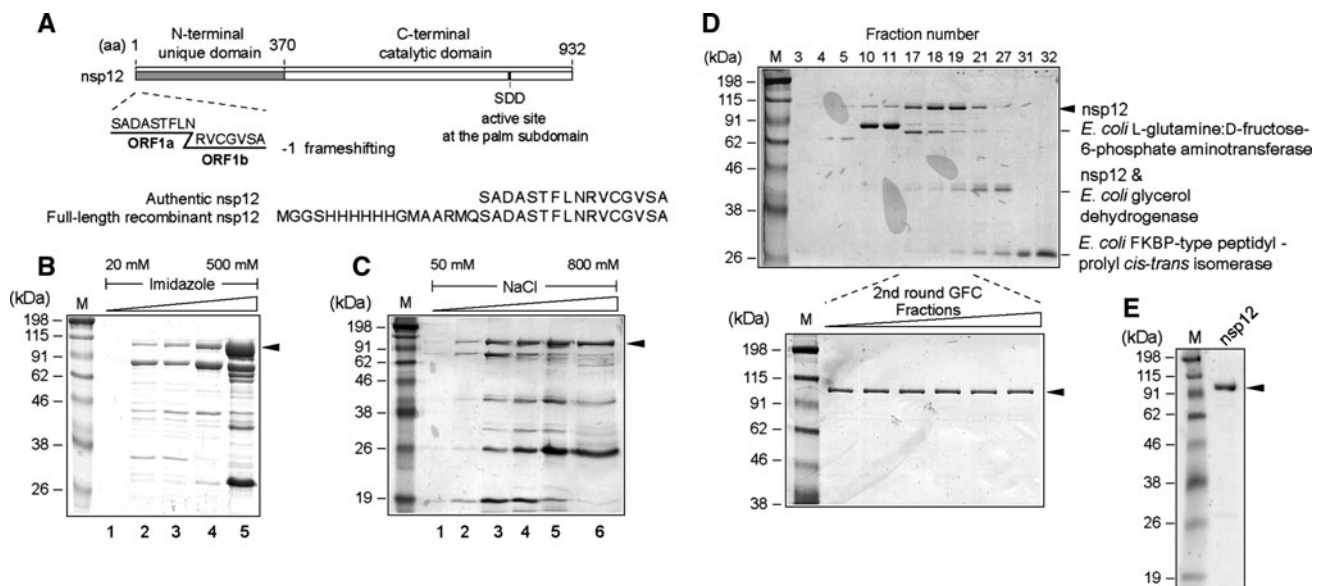 A
(aa) 1 N-terminal unique domain 370 C-terminal catalytic domain 932
nsp12
SDD
active site
at the palm subdomain
SADASTFLN
ORF1a
RVCGVSA
ORF1b
-1 frameshifting
Authentic nsp12 SADASTFLNRVCGVSA
Full-length recombinant nsp12 MGGSHHHHHHGMAARMQSADASTFLNRVCGVSA
B
20 mM 500 mM
Imidazole
(kDa) M
198
115
91
62
46
38
26
1 2 3 4 5
C
50 mM 800 mM
NaCl
(kDa) M
198
115
91
62
46
38
26
19
1 2 3 4 5 6
D
Fraction number
(kDa) M 3 4 5 10 11 17 18 19 21 27 31 32
198
115
91
62
46
38
26
nsp12
E. coli L-glutamine:D-fructose-
6-phosphate aminotransferase
nsp12 &
E. coli glycerol
dehydrogenase
E. coli FKBP-type peptidyl -
prolyl cis-trans isomerase
2nd round GFC
Fractions
(kDa) M
198
115
91
62
46
38
E
(kDa) M nsp12
198
115
91
62
46
38
26
19